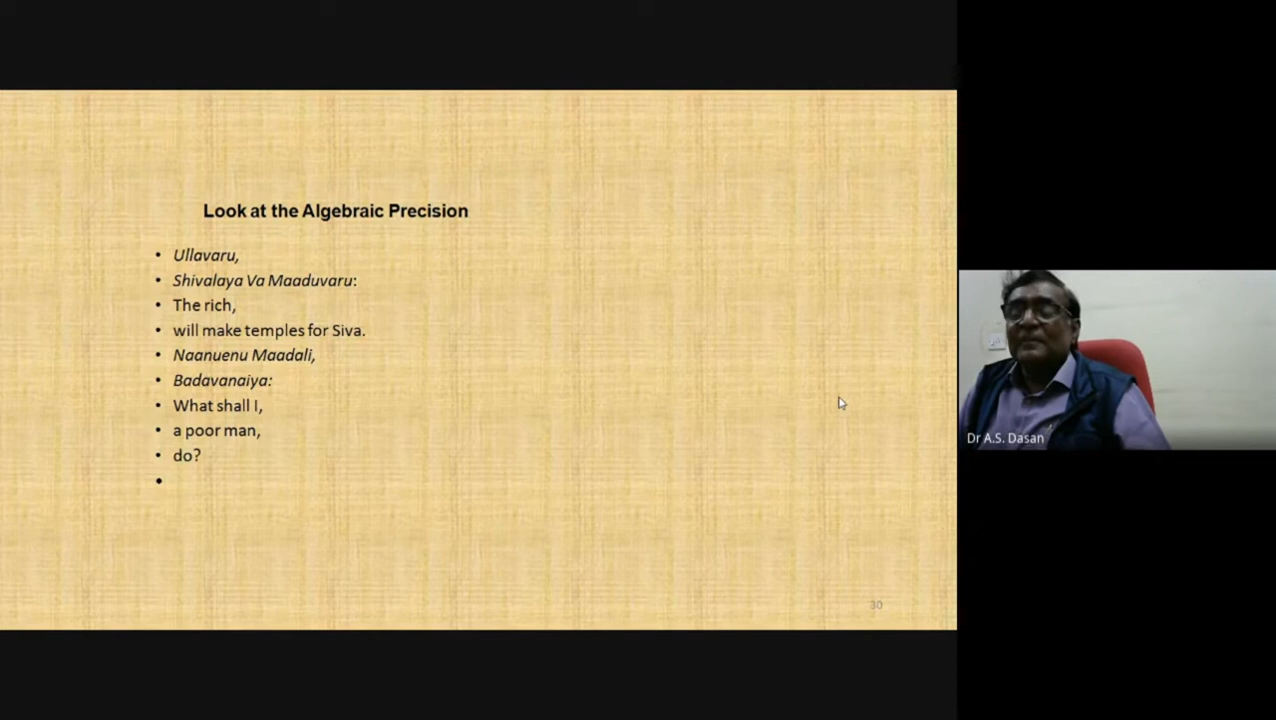 Look at the Algebraic Precision
• Ullavaru,
• Shivalaya Va Maaduvaru:
• The rich,
• will make temples for Siva.
• Naanuenu Maadali,
• Badavanaiya:
• What shall I,
• a poor man,
• do?
•
30
Dr A.S. Dasan